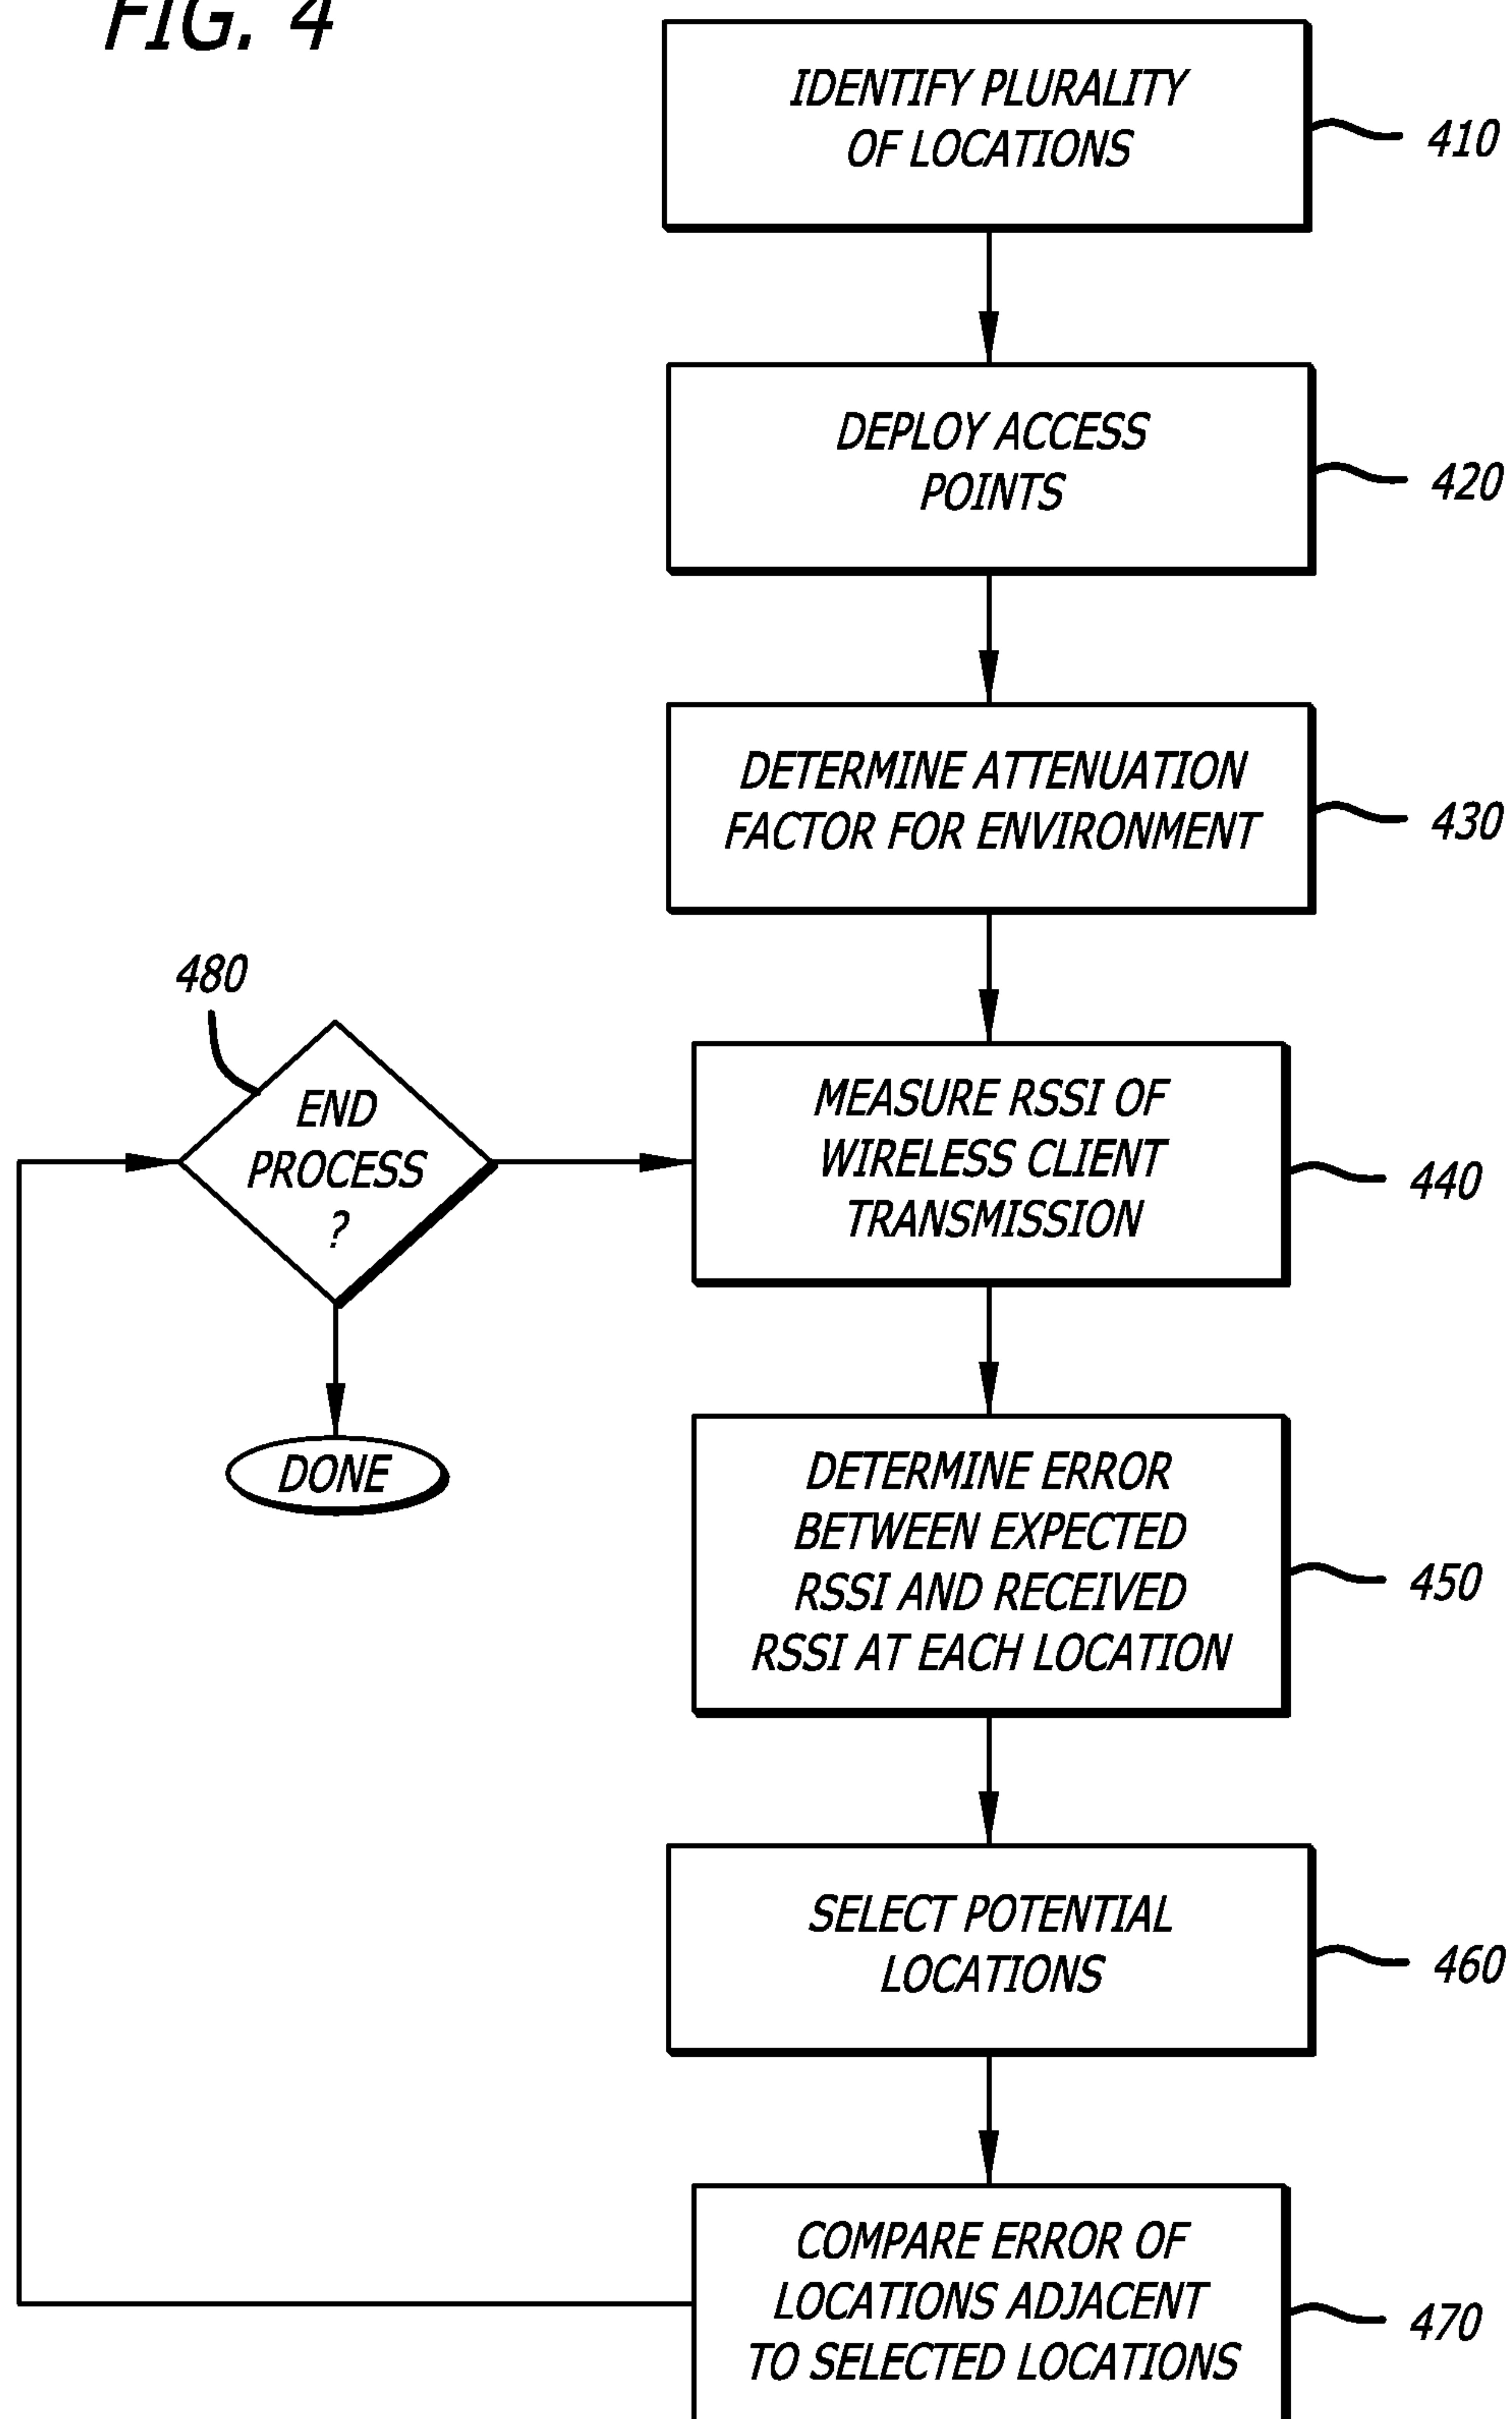 FIG. 4
IDENTIFY PLURALITY
OF LOCATIONS
410
DEPLOY ACCESS
POINTS
420
DETERMINE ATTENUATION
FACTOR FOR ENVIRONMENT
430
480
END
PROCESS
?
MEASURE RSSI OF
WIRELESS CLIENT
TRANSMISSION
440
DONE
DETERMINE ERROR
BETWEEN EXPECTED
RSSI AND RECEIVED
RSSI AT EACH LOCATION
450
SELECT POTENTIAL
LOCATIONS
460
COMPARE ERROR OF
LOCATIONS ADJACENT
TO SELECTED LOCATIONS
470